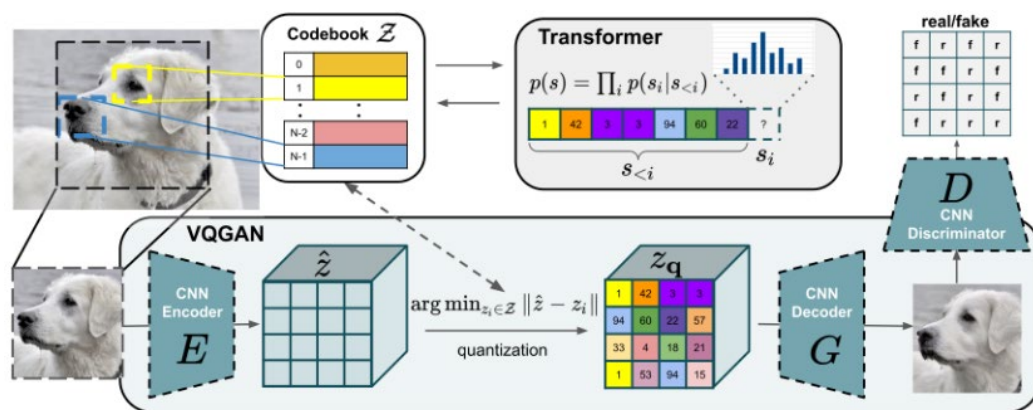 Codebook 𝒵
0
1
N-2
N-1
Transformer
p(s) = ∏ᵢ p(sᵢ|s<ᵢ)
1 42 3 3 94 60 22 ?
s<ᵢ
sᵢ
real/fake
f r f r
f f r f
r r f f
f f r r
D
CNN
Discriminator
VQGAN
CNN
Encoder
E
ẑ
arg min_{zᵢ∈𝒵} ‖ẑ − zᵢ‖
quantization
z_q
1 42 3 3
94 60 22 57
33 4 18 21
1 53 94 15
CNN
Decoder
G